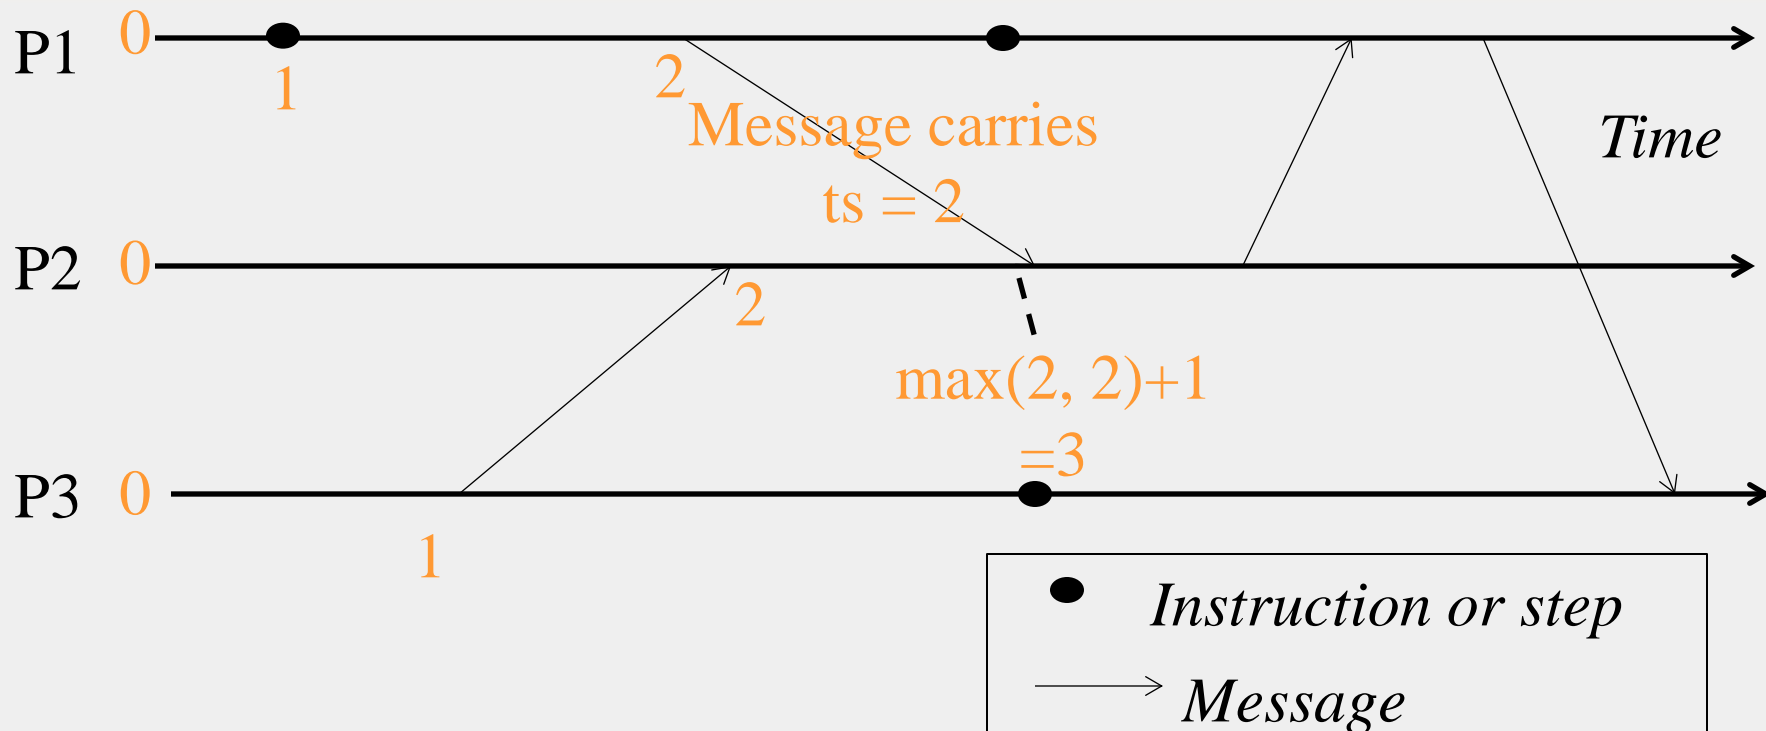 P1 0
1
2
Message carries
ts = 2
Time
P2 0
2
max(2, 2)+1
=3
P3 0
1
Instruction or step
Message